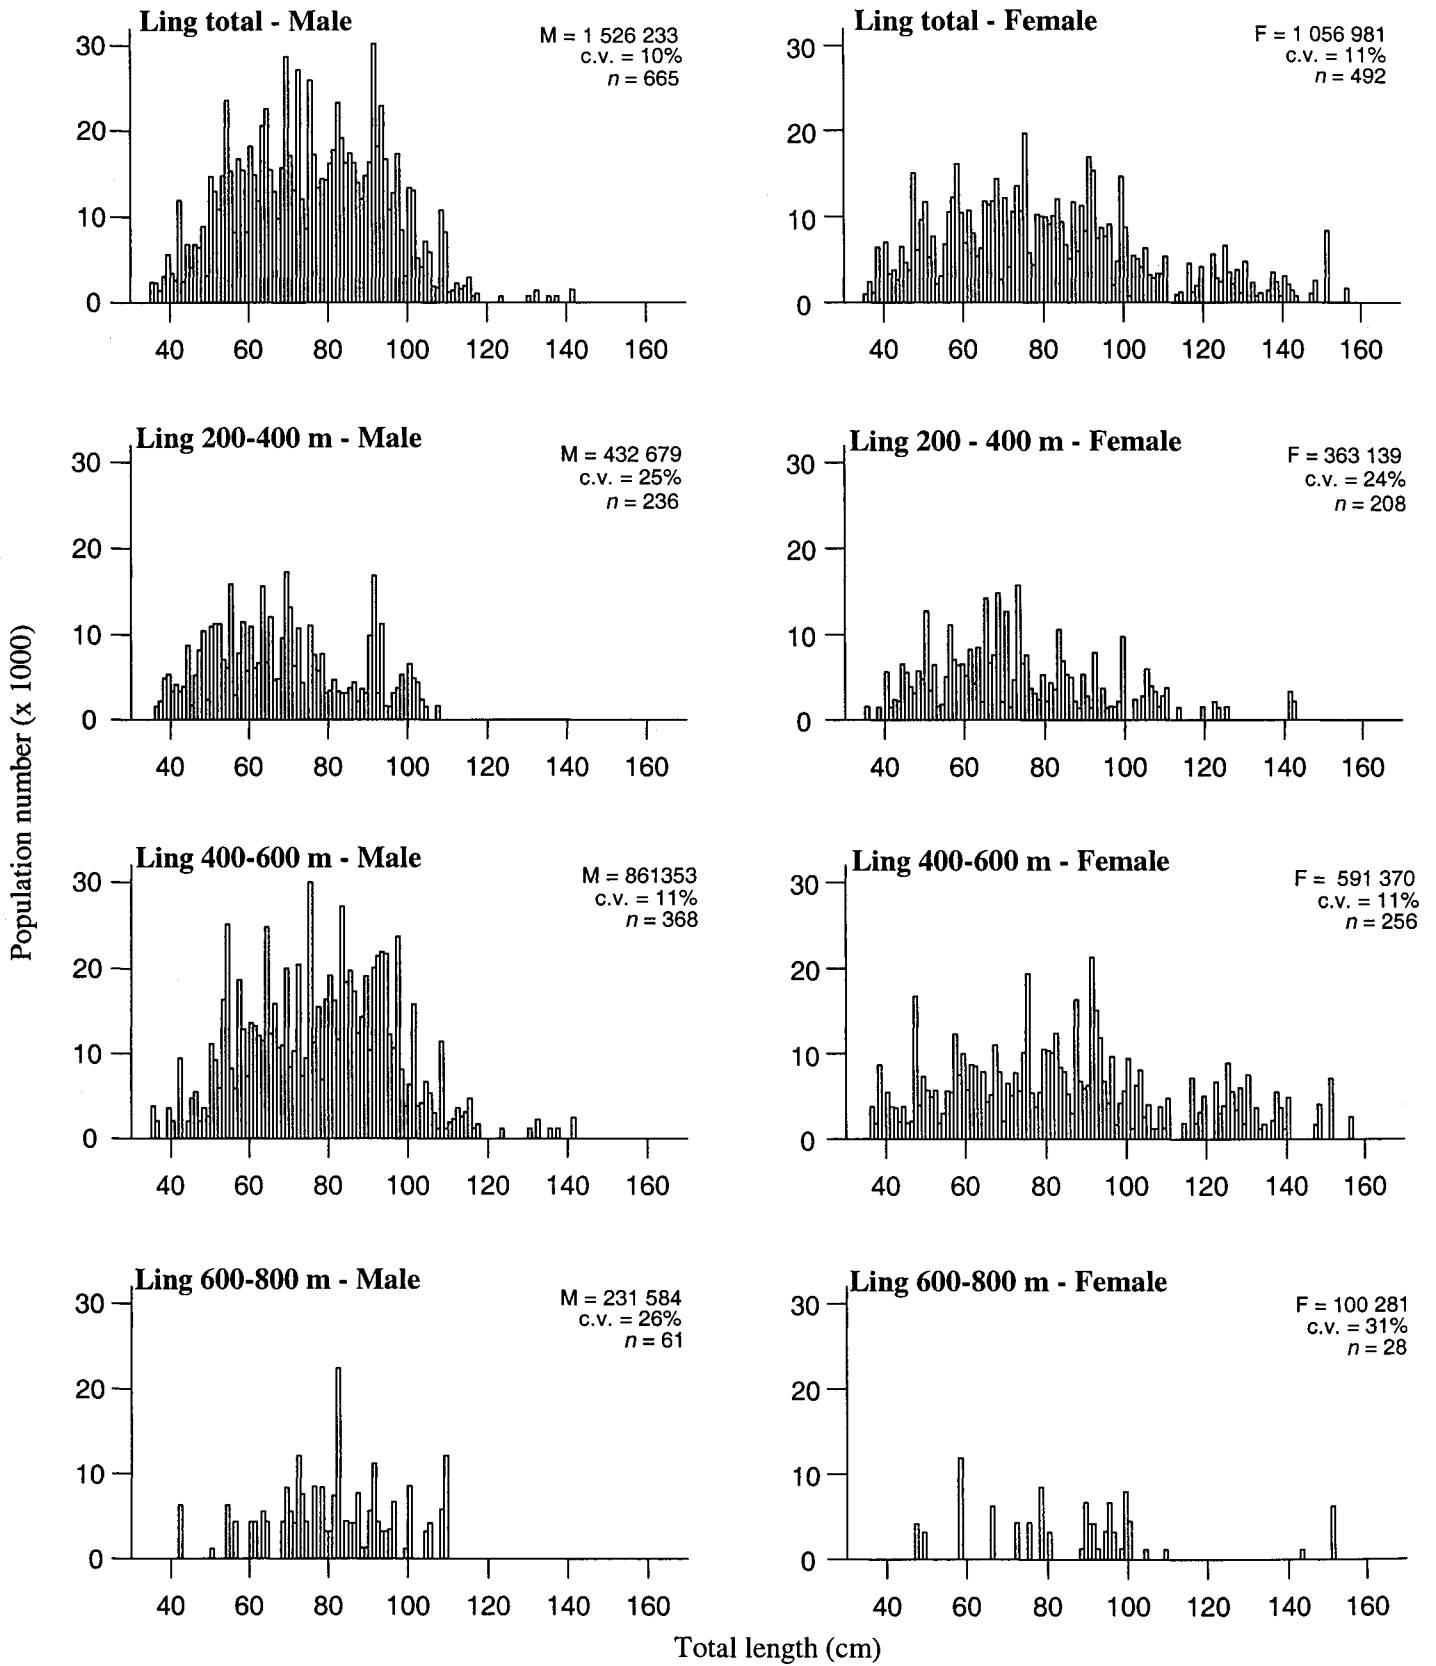 Ling total - Male
M = 1 526 233
c.v. = 10%
n = 665
30
20
10
0
40 60 80 100 120 140 160
Ling total - Female
F = 1 056 981
c.v. = 11%
n = 492
30
20
10
0
40 60 80 100 120 140 160
Ling 200-400 m - Male
M = 432 679
c.v. = 25%
n = 236
30
20
10
0
40 60 80 100 120 140 160
Ling 200 - 400 m - Female
F = 363 139
c.v. = 24%
n = 208
30
20
10
0
40 60 80 100 120 140 160
Population number (x 1000)
Ling 400-600 m - Male
M = 861353
c.v. = 11%
n = 368
30
20
10
0
40 60 80 100 120 140 160
Ling 400-600 m - Female
F = 591 370
c.v. = 11%
n = 256
30
20
10
0
40 60 80 100 120 140 160
Ling 600-800 m - Male
M = 231 584
c.v. = 26%
n = 61
30
20
10
0
40 60 80 100 120 140 160
Ling 600-800 m - Female
F = 100 281
c.v. = 31%
n = 28
30
20
10
0
40 60 80 100 120 140 160
Total length (cm)